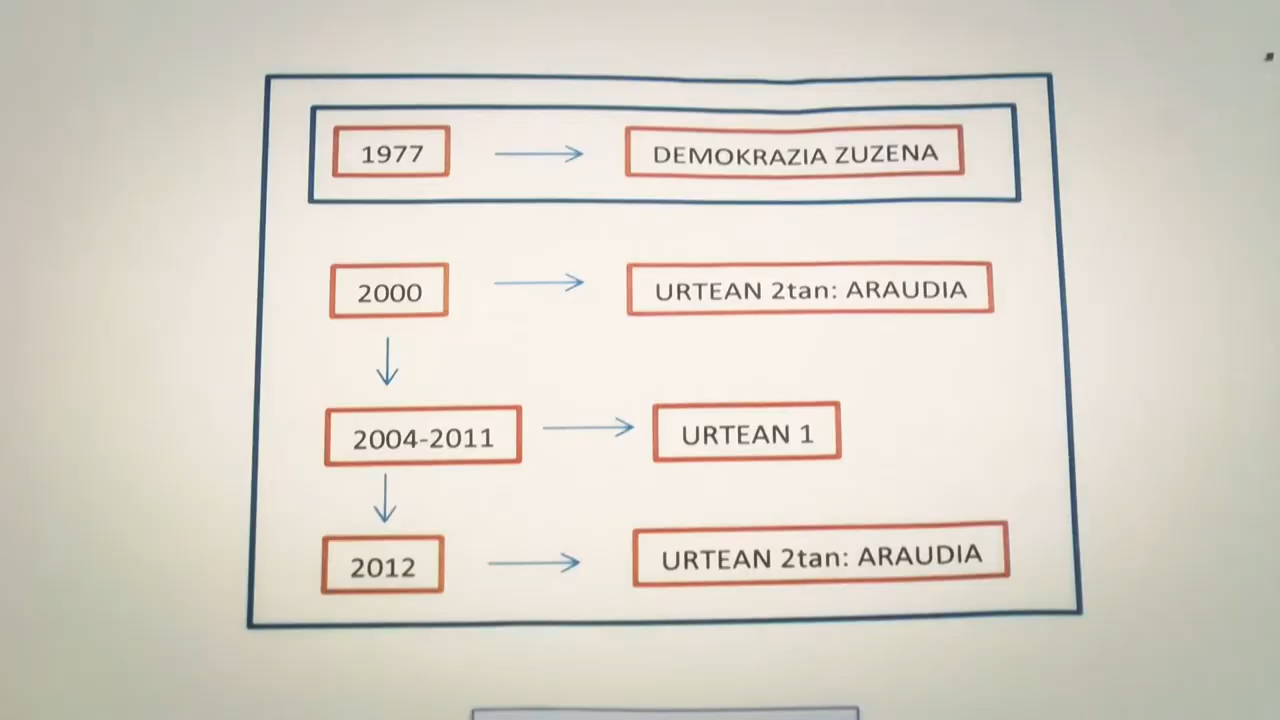 1977 DEMOKRAZIA ZUZENA
2000 URTEAN 2tan: ARAUDIA
2004-2011 URTEAN 1
2012 URTEAN 2tan: ARAUDIA